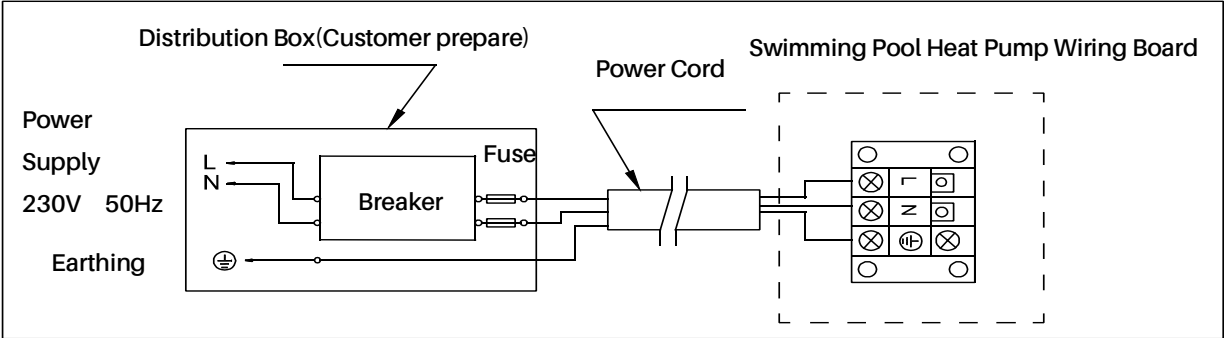 Distribution Box(Customer prepare)
Swimming Pool Heat Pump Wiring Board
Power Cord
Power
Supply
230V 50Hz
Earthing
L
N
Fuse
Breaker
L
N